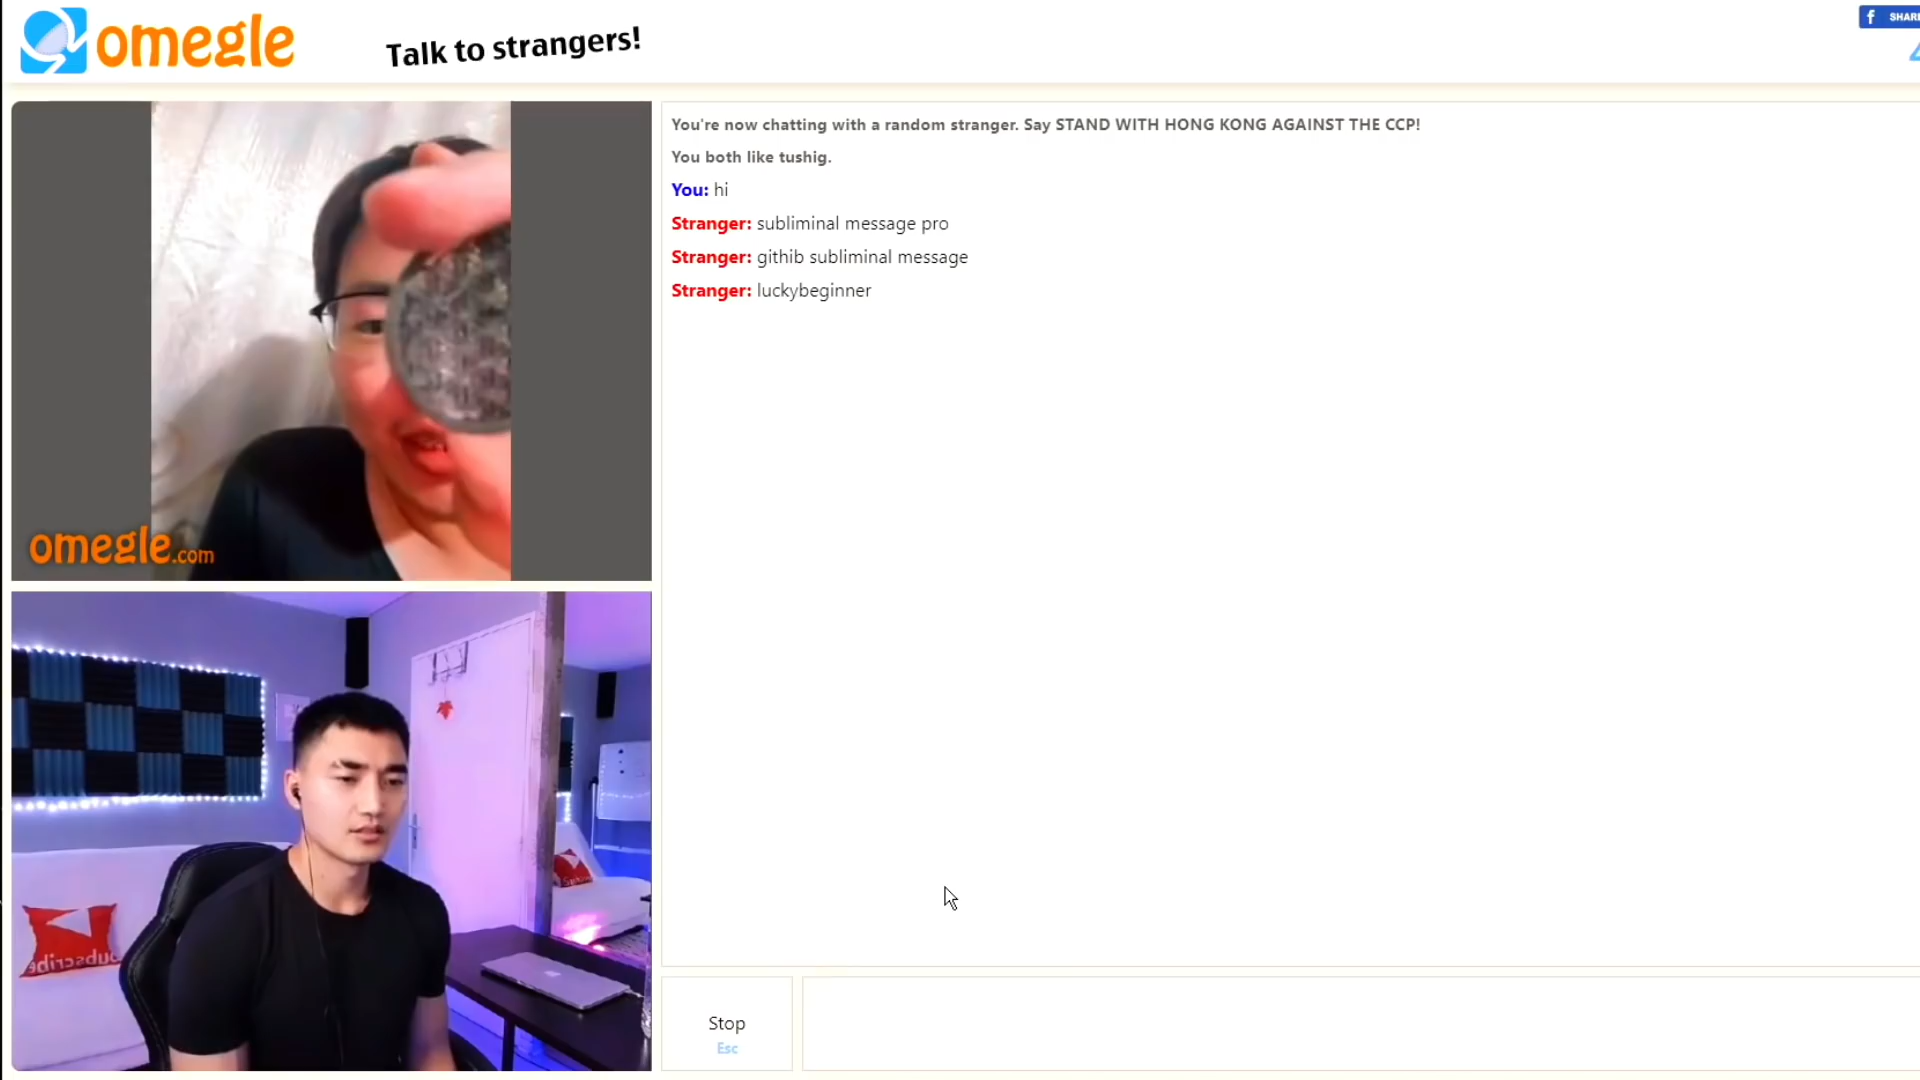 omegle
Talk to strangers!
f SHARE
You're now chatting with a random stranger. Say STAND WITH HONG KONG AGAINST THE CCP!
You both like tushig.
You: hi
Stranger: subliminal message pro
Stranger: githib subliminal message
Stranger: luckybeginner
omegle.com
Subscribe
Stop
Esc